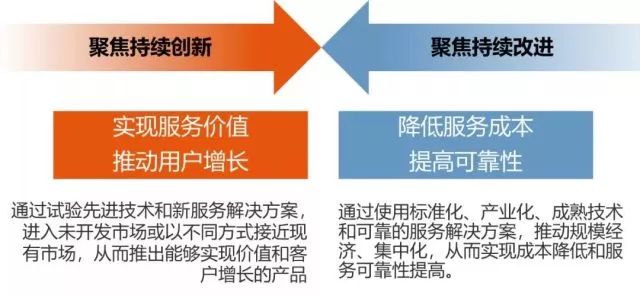 聚焦持续创新
聚焦持续改进
实现服务价值
推动用户增长
降低服务成本
提高可靠性
通过试验先进技术和新服务解决方案，
进入未开发市场或以不同方式接近现
有市场，从而推出能够实现价值和客
户增长的产品
通过使用标准化、产业化、成熟技术
和可靠的服务解决方案，推动规模经
济、集中化，从而实现成本降低和服
务可靠性提高。